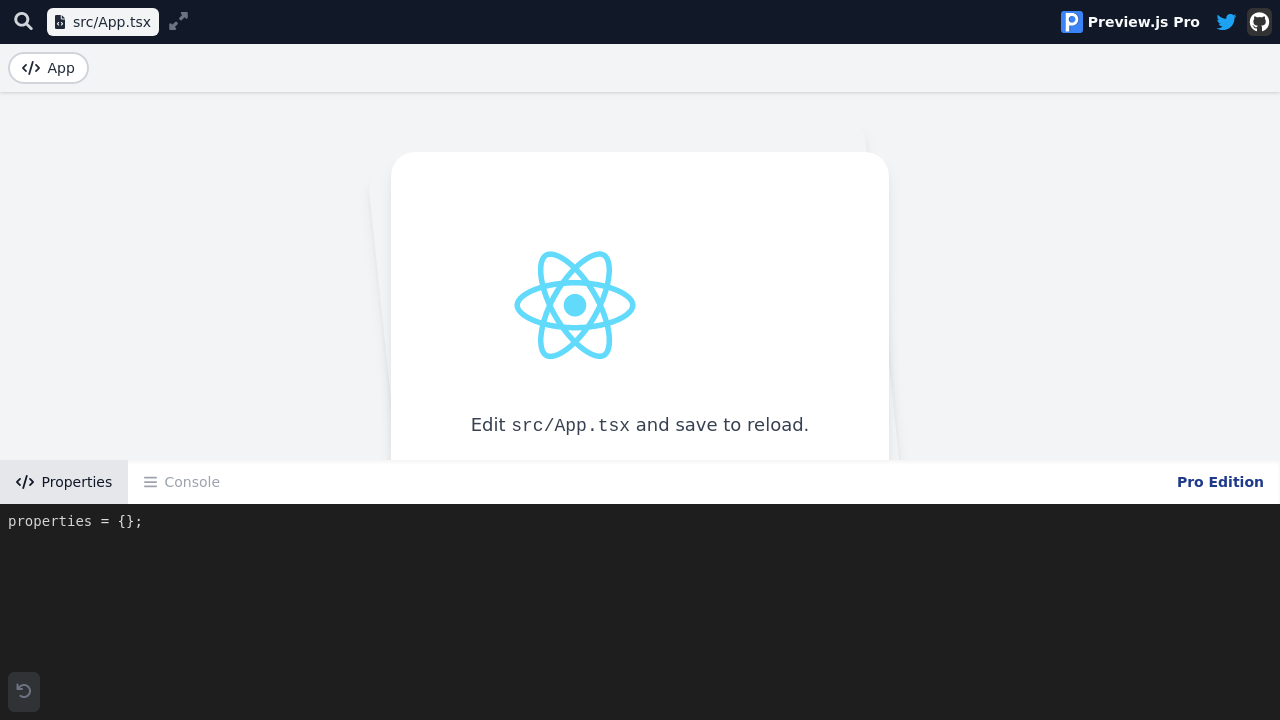 src/App.tsx
Preview.js Pro
App
Edit src/App.tsx and save to reload.
Properties
Console
Pro Edition
properties = {};